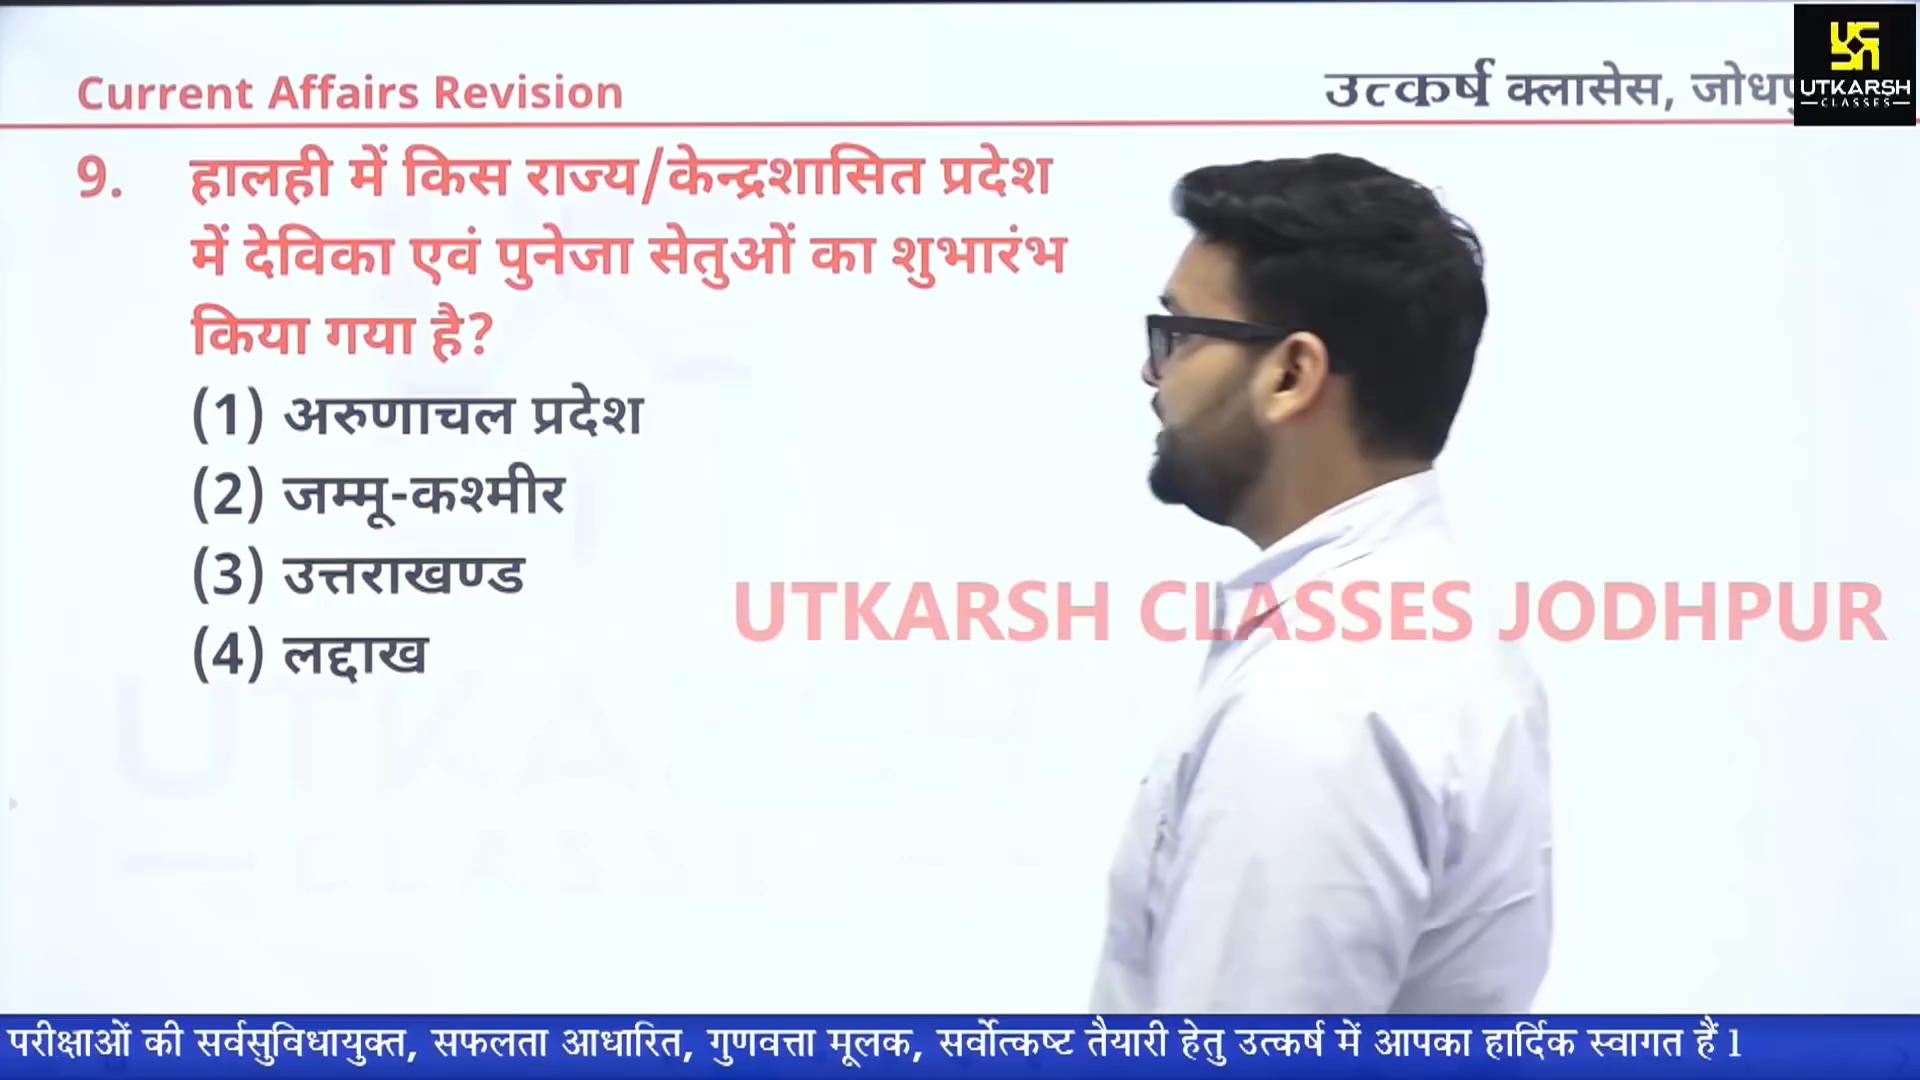 Current Affairs Revision
उत्कर्ष क्लासेस,
UTKARSH
CLASSES
9. हालही में किस राज्य/केन्द्रशासित प्रदेश
में देविका एवं पुनेजा सेतुओं का शुभारंभ
किया गया है?
(1) अरुणाचल प्रदेश
(2) जम्मू-कश्मीर
(3) उत्तराखण्ड
(4) लद्दाख
UTKARSH CLASSES JODHPUR
परीक्षाओं की सर्वसुविधायुक्त, सफलता आधारित, गुणवत्ता मूलक, सर्वोत्कष्ट तैयारी हेतु उत्कर्ष में आपका हार्दिक स्वागत हैं l